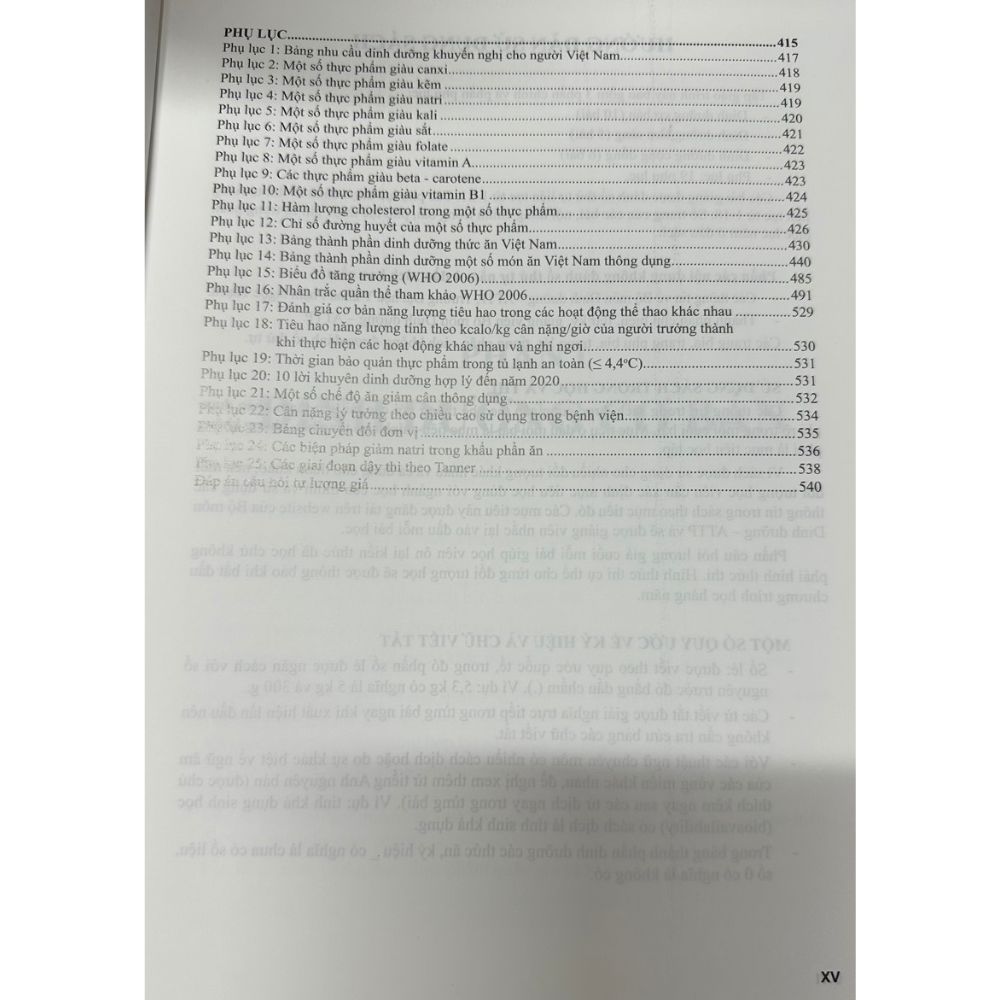 PHỤ LỤC...415
Phụ lục 1: Bảng nhu cầu dinh dưỡng khuyến nghị cho người Việt Nam...417
Phụ lục 2: Một số thực phẩm giàu canxi...418
Phụ lục 3: Một số thực phẩm giàu kẽm...419
Phụ lục 4: Một số thực phẩm giàu natri...419
Phụ lục 5: Một số thực phẩm giàu kali...420
Phụ lục 6: Một số thực phẩm giàu sắt...421
Phụ lục 7: Một số thực phẩm giàu folate...422
Phụ lục 8: Một số thực phẩm giàu vitamin A...423
Phụ lục 9: Các thực phẩm giàu beta - carotene...423
Phụ lục 10: Một số thực phẩm giàu vitamin B1...424
Phụ lục 11: Hàm lượng cholesterol trong một số thực phẩm...425
Phụ lục 12: Chỉ số đường huyết của một số thực phẩm...426
Phụ lục 13: Bảng thành phần dinh dưỡng thức ăn Việt Nam...430
Phụ lục 14: Bảng thành phần dinh dưỡng một số món ăn Việt Nam thông dụng...440
Phụ lục 15: Biểu đồ tăng trưởng (WHO 2006)...485
Phụ lục 16: Nhân trắc quần thể tham khảo WHO 2006...491
Phụ lục 17: Đánh giá cơ bản năng lượng tiêu hao trong các hoạt động thể thao khác nhau...529
Phụ lục 18: Tiêu hao năng lượng tính theo kcalo/kg cân nặng/giờ của người trưởng thành
khi thực hiện các hoạt động khác nhau và nghỉ ngơi...530
Phụ lục 19: Thời gian bảo quản thực phẩm trong tủ lạnh an toàn (≤ 4,4°C)...531
Phụ lục 20: 10 lời khuyên dinh dưỡng hợp lý đến năm 2020...531
Phụ lục 21: Một số chế độ ăn giảm cân thông dụng...532
Phụ lục 22: Cân nặng lý tưởng theo chiều cao sử dụng trong bệnh viện...534
Phụ lục 23: Bảng chuyển đổi đơn vị...535
Phụ lục 24: Các biện pháp giảm natri trong khẩu phần ăn...536
Phụ lục 25: Các giai đoạn dậy thì theo Tanner...538
Đáp án câu hỏi tự lượng giá...540
XV